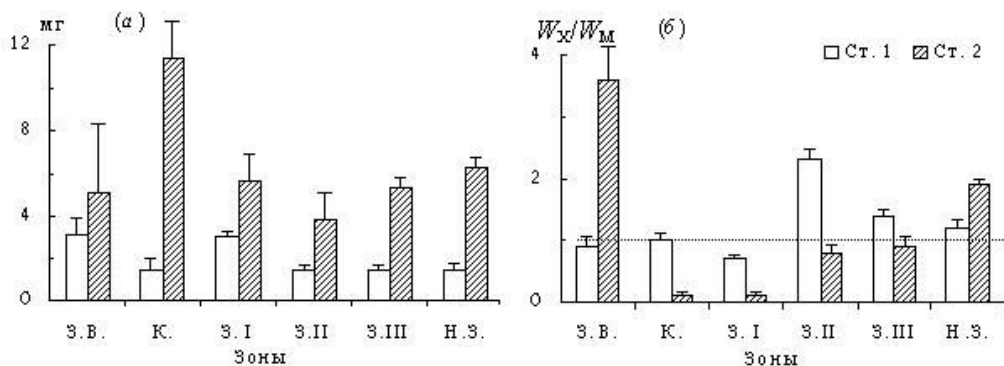 мг
(а)
12
8
4
0
З.В. К. З.I З.II З.III Н.З.
Зоны
Wх/Wм
(б)
Ст. 1 Ст. 2
4
2
0
З.В. К. З.I З.II З.III Н.З.
Зоны